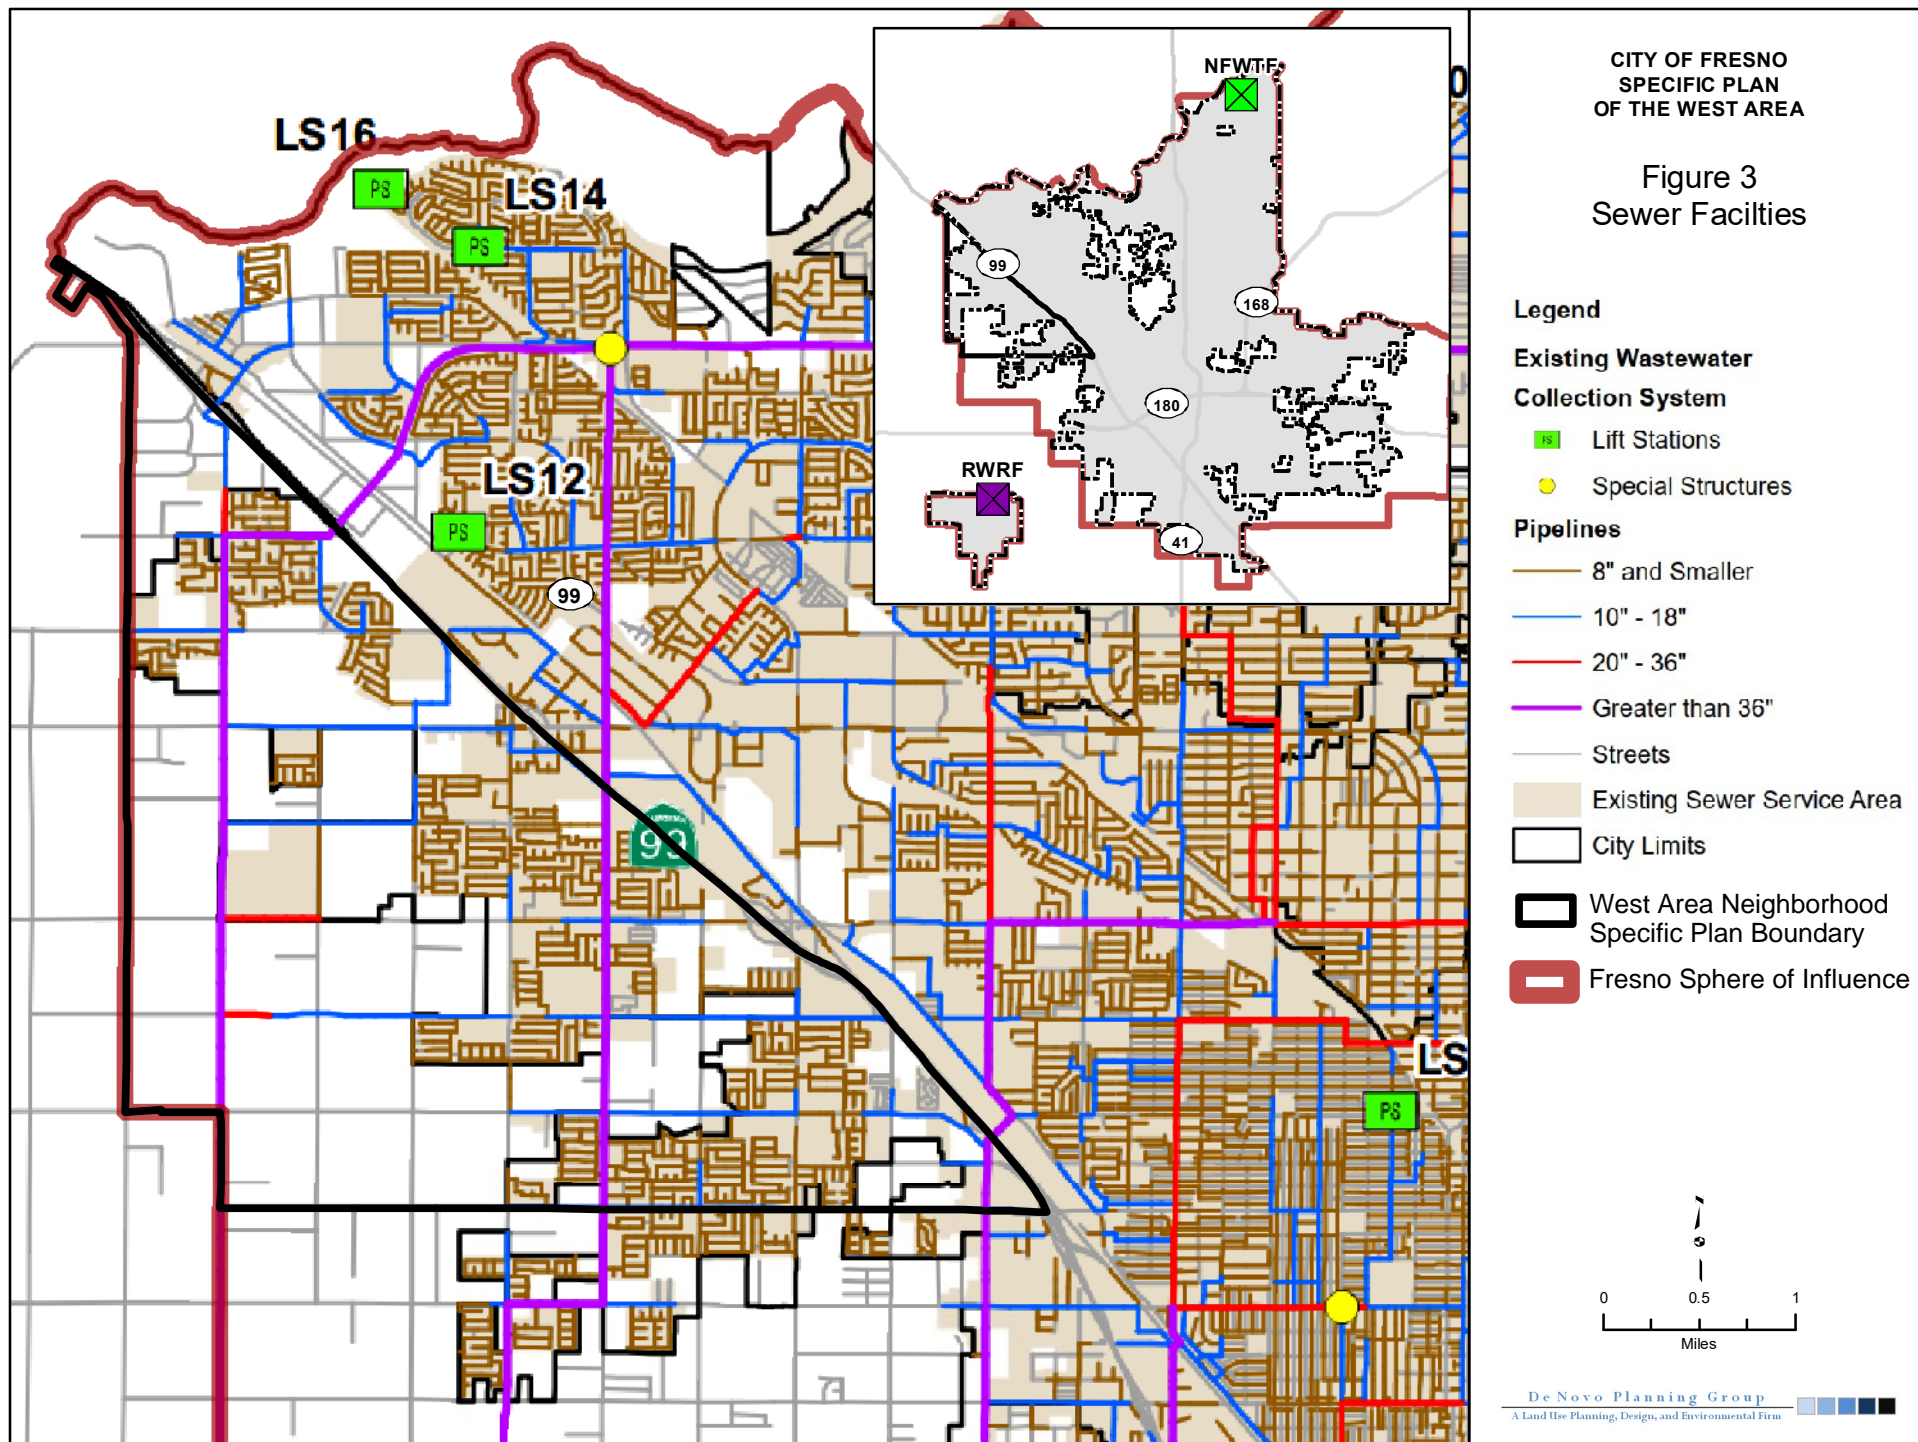 LS16
PS
LS14
PS
LS12
PS
99
99
LS
PS
NFWTF
99
168
180
RWRF
41
CITY OF FRESNO
SPECIFIC PLAN
OF THE WEST AREA
Figure 3
Sewer Facilties
Legend
Existing Wastewater
Collection System
PS Lift Stations
Special Structures
Pipelines
8" and Smaller
10" - 18"
20" - 36"
Greater than 36"
Streets
Existing Sewer Service Area
City Limits
West Area Neighborhood
Specific Plan Boundary
Fresno Sphere of Influence
0 0.5 1
Miles
De Novo Planning Group
A Land Use Planning, Design, and Environmental Firm